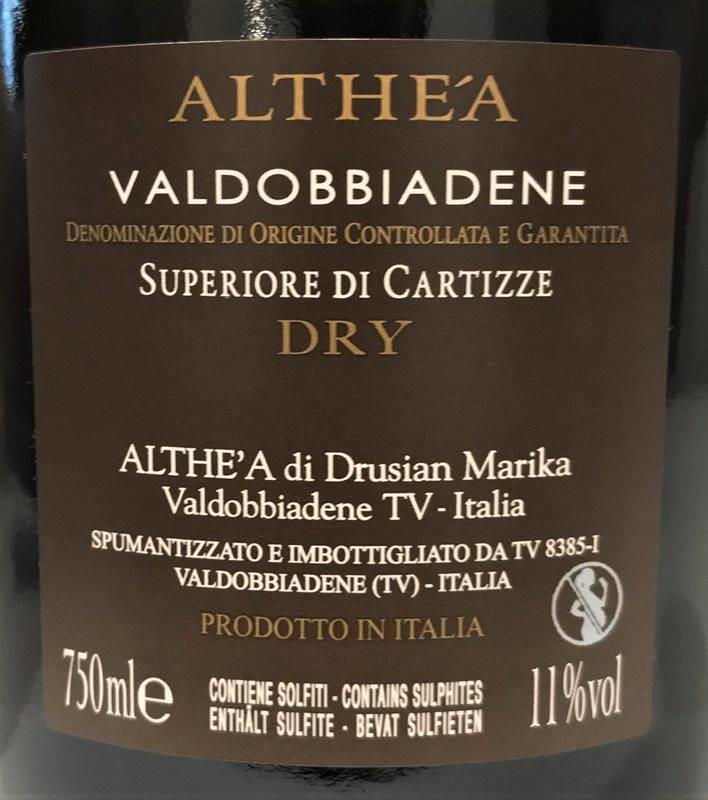 ALTHE´A
VALDOBBIADENE
DENOMINAZIONE DI ORIGINE CONTROLLATA E GARANTITA
SUPERIORE DI CARTIZZE
DRY
ALTHE'A di Drusian Marika
Valdobbiadene TV - Italia
SPUMANTIZZATO E IMBOTTIGLIATO DA TV 8385-I
VALDOBBIADENE (TV) - ITALIA
PRODOTTO IN ITALIA
750ml℮
CONTIENE SOLFITI - CONTAINS SULPHITES
ENTHÄLT SULFITE - BEVAT SULFIETEN
11%vol